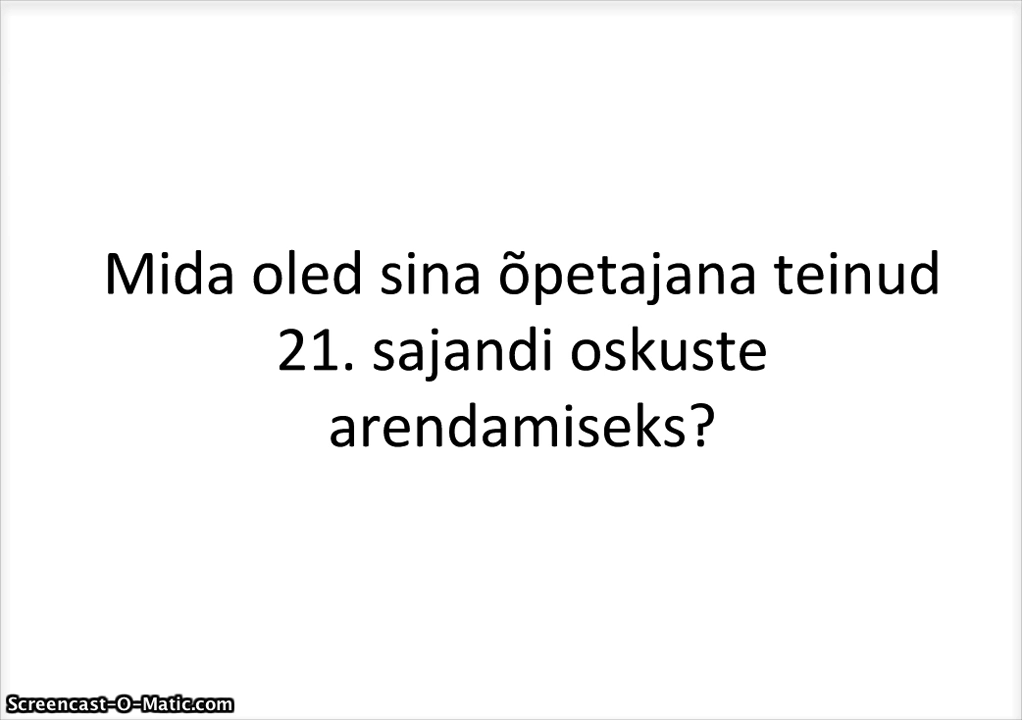 Mida oled sina õpetajana teinud
21. sajandi oskuste
arendamiseks?
Screencast-O-Matic.com